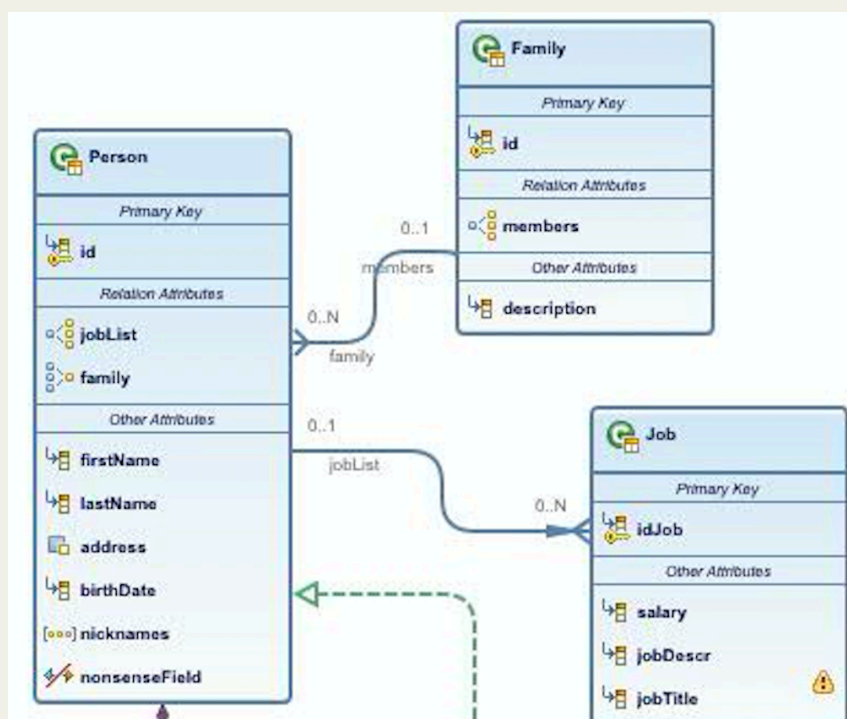 Family
Primary Key
id
Relation Attributes
members
Other Attributes
description
Person
Primary Key
id
Relation Attributes
jobList
family
Other Attributes
firstName
lastName
address
birthDate
nicknames
nonsenseField
0..1
members
0..N
family
0..1
jobList
0..N
Job
Primary Key
idJob
Other Attributes
salary
jobDescr
jobTitle